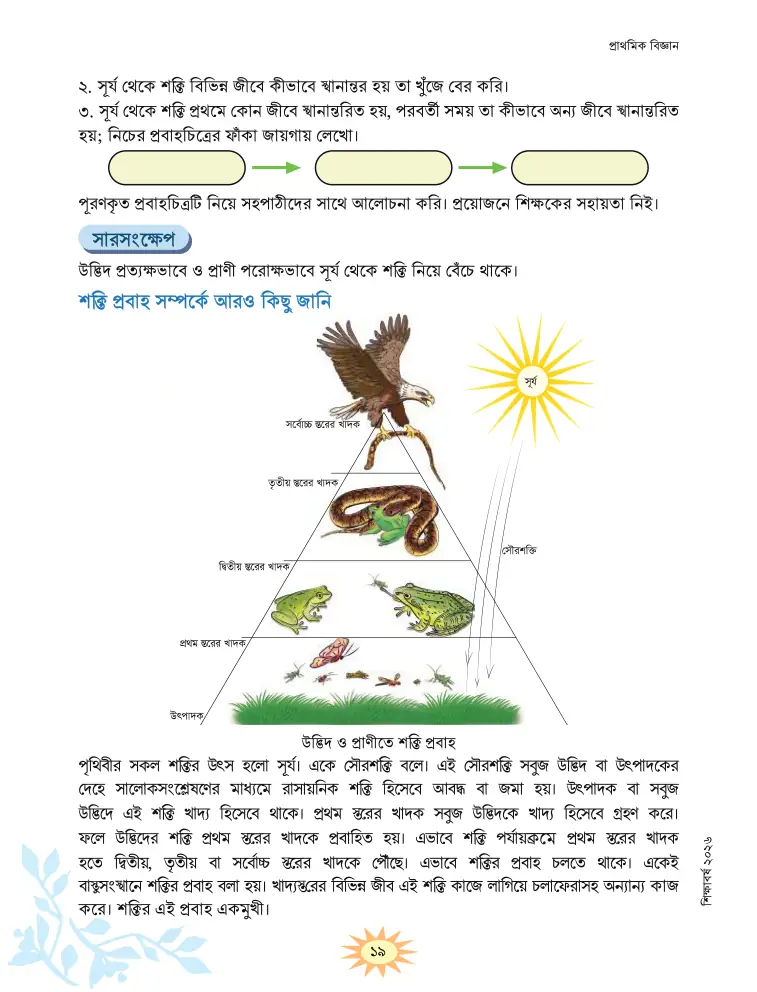 প্রাথমিক বিজ্ঞান
২. সূর্য থেকে শক্তি বিভিন্ন জীবে কীভাবে স্থানান্তর হয় তা খুঁজে বের করি।
৩. সূর্য থেকে শক্তি প্রথমে কোন জীবে স্থানান্তরিত হয়, পরবর্তী সময় তা কীভাবে অন্য জীবে স্থানান্তরিত
হয়; নিচের প্রবাহচিত্রের ফাঁকা জায়গায় লেখো।
পূরণকৃত প্রবাহচিত্রটি নিয়ে সহপাঠীদের সাথে আলোচনা করি। প্রয়োজনে শিক্ষকের সহায়তা নিই।
সারসংক্ষেপ
উদ্ভিদ প্রত্যক্ষভাবে ও প্রাণী পরোক্ষভাবে সূর্য থেকে শক্তি নিয়ে বেঁচে থাকে।
শক্তি প্রবাহ সম্পর্কে আরও কিছু জানি
সূর্য
সর্বোচ্চ স্তরের খাদক
তৃতীয় স্তরের খাদক
সৌরশক্তি
দ্বিতীয় স্তরের খাদক
প্রথম স্তরের খাদক
উৎপাদক
উদ্ভিদ ও প্রাণীতে শক্তি প্রবাহ
পৃথিবীর সকল শক্তির উৎস হলো সূর্য। একে সৌরশক্তি বলে। এই সৌরশক্তি সবুজ উদ্ভিদ বা উৎপাদকের
দেহে সালোকসংশ্লেষণের মাধ্যমে রাসায়নিক শক্তি হিসেবে আবদ্ধ বা জমা হয়। উৎপাদক বা সবুজ
উদ্ভিদে এই শক্তি খাদ্য হিসেবে থাকে। প্রথম স্তরের খাদক সবুজ উদ্ভিদকে খাদ্য হিসেবে গ্রহণ করে।
ফলে উদ্ভিদের শক্তি প্রথম স্তরের খাদকে প্রবাহিত হয়। এভাবে শক্তি পর্যায়ক্রমে প্রথম স্তরের খাদক
হতে দ্বিতীয়, তৃতীয় বা সর্বোচ্চ স্তরের খাদকে পৌঁছে। এভাবে শক্তির প্রবাহ চলতে থাকে। একেই
বাস্তুসংস্থানে শক্তির প্রবাহ বলা হয়। খাদ্যস্তরের বিভিন্ন জীব এই শক্তি কাজে লাগিয়ে চলাফেরাসহ অন্যান্য কাজ
করে। শক্তির এই প্রবাহ একমুখী।
শিক্ষাবর্ষ ২০২৬
১৯